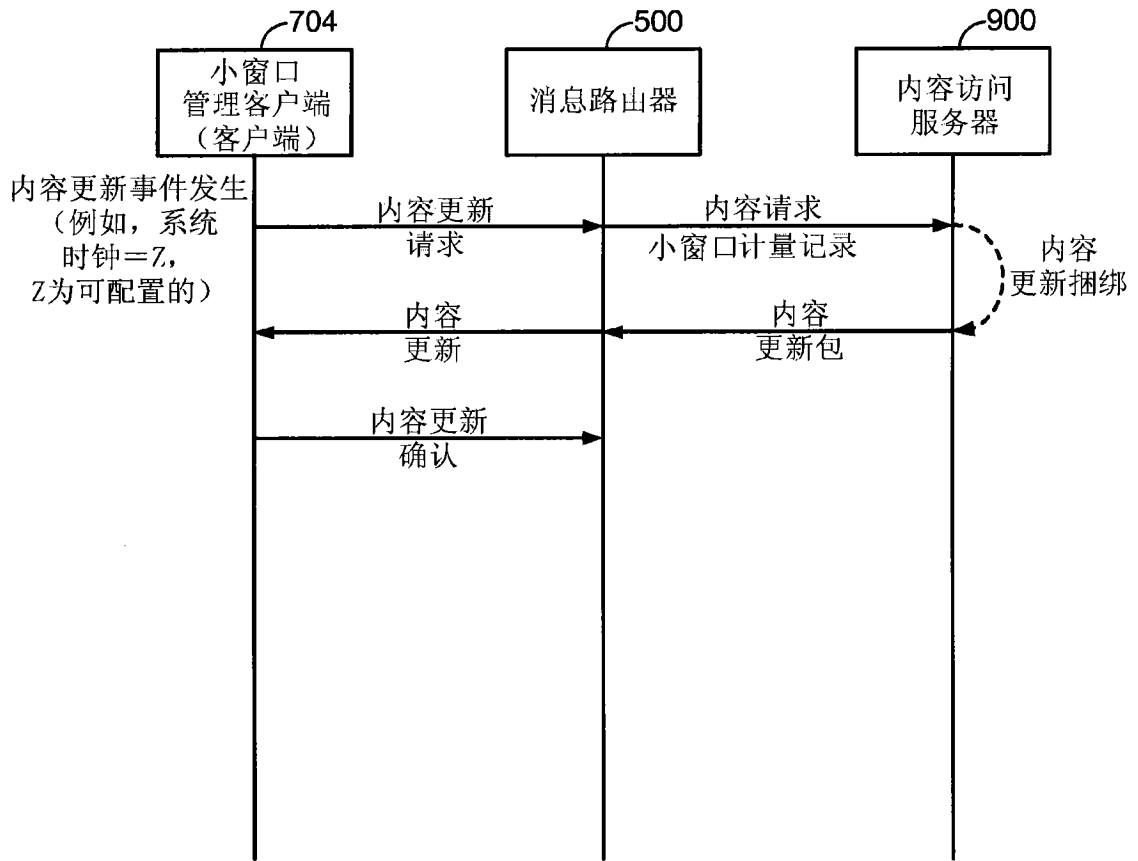 704
500
900
小窗口
管理客户端
（客户端）
消息路由器
内容访问
服务器
内容更新事件发生
（例如，系统
时钟＝Z，
Z为可配置的）
内容更新
请求
内容请求
小窗口计量记录
内容
更新捆绑
内容
更新
内容
更新包
内容更新
确认